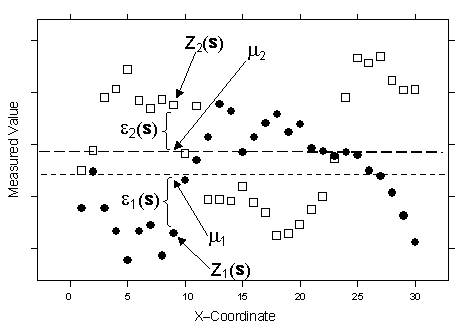 Z2(s)
μ2
ε2(s)
Measured Value
ε1(s)
μ1
Z1(s)
0 5 10 15 20 25 30
X–Coordinate